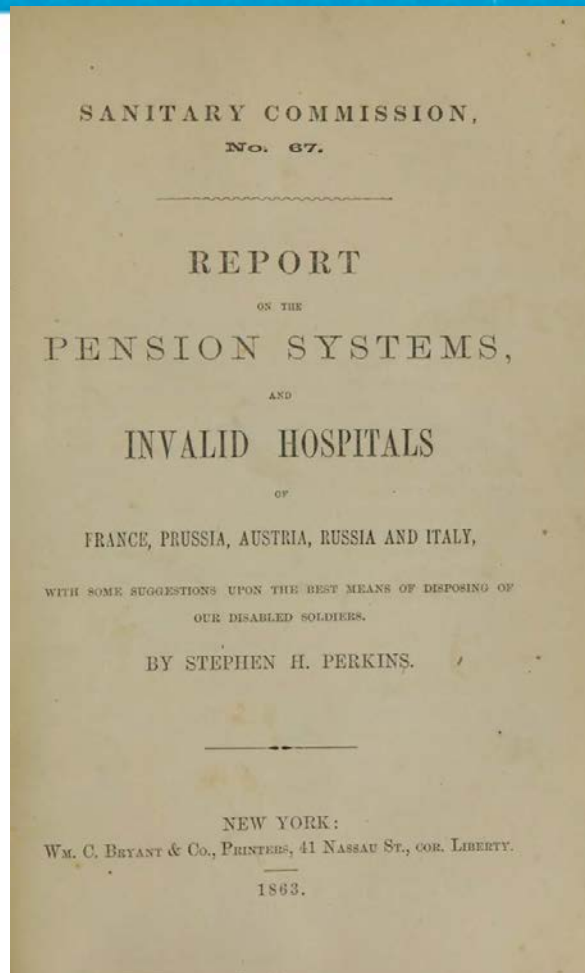 SANITARY COMMISSION,
No. 67.
REPORT
ON THE
PENSION SYSTEMS,
AND
INVALID HOSPITALS
OF
FRANCE, PRUSSIA, AUSTRIA, RUSSIA AND ITALY,
WITH SOME SUGGESTIONS UPON THE BEST MEANS OF DISPOSING OF
OUR DISABLED SOLDIERS.
BY STEPHEN H. PERKINS.
NEW YORK:
WM. C. BRYANT & CO., PRINTERS, 41 NASSAU ST., COR. LIBERTY.
1863.